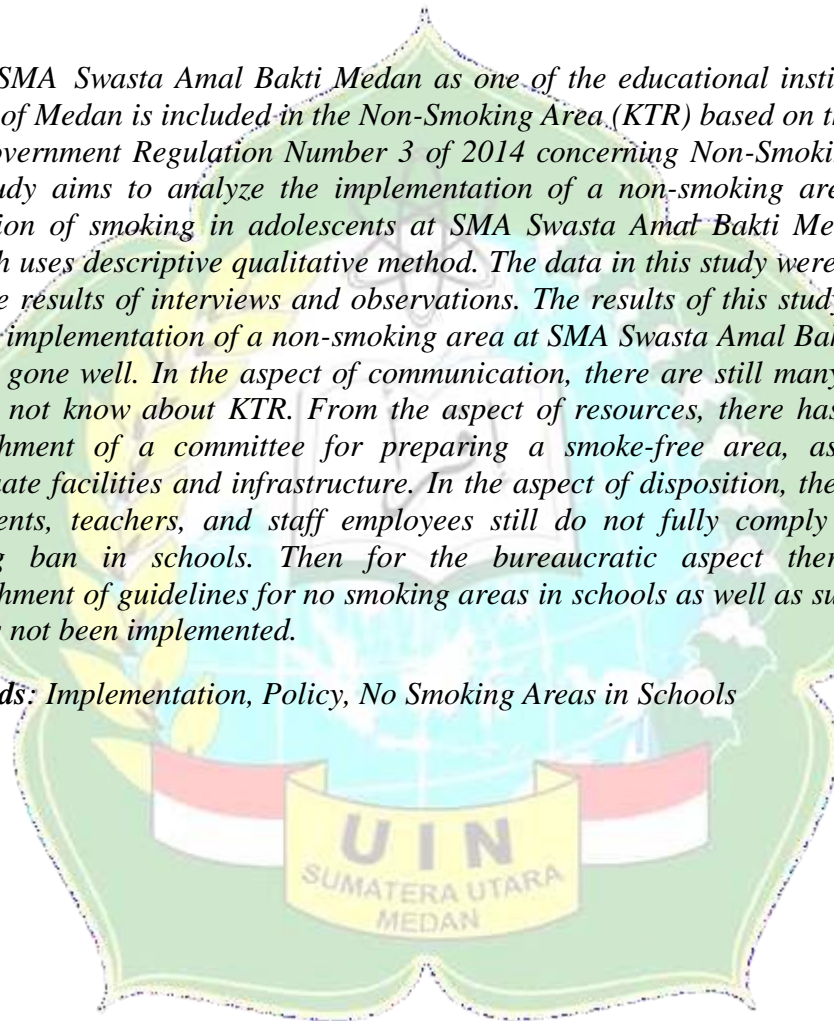 SMA Swasta Amal Bakti Medan as one of the educational insti
of Medan is included in the Non-Smoking Area (KTR) based on th
overnment Regulation Number 3 of 2014 concerning Non-Smoki
udy aims to analyze the implementation of a non-smoking are
ion of smoking in adolescents at SMA Swasta Amal Bakti Me
h uses descriptive qualitative method. The data in this study were
e results of interviews and observations. The results of this study
implementation of a non-smoking area at SMA Swasta Amal Bak
gone well. In the aspect of communication, there are still many
not know about KTR. From the aspect of resources, there has
hment of a committee for preparing a smoke-free area, as
uate facilities and infrastructure. In the aspect of disposition, the
ents, teachers, and staff employees still do not fully comply
g ban in schools. Then for the bureaucratic aspect ther
hment of guidelines for no smoking areas in schools as well as su
s not been implemented.
ds: Implementation, Policy, No Smoking Areas in Schools
UIN
SUMATERA UTARA
MEDAN